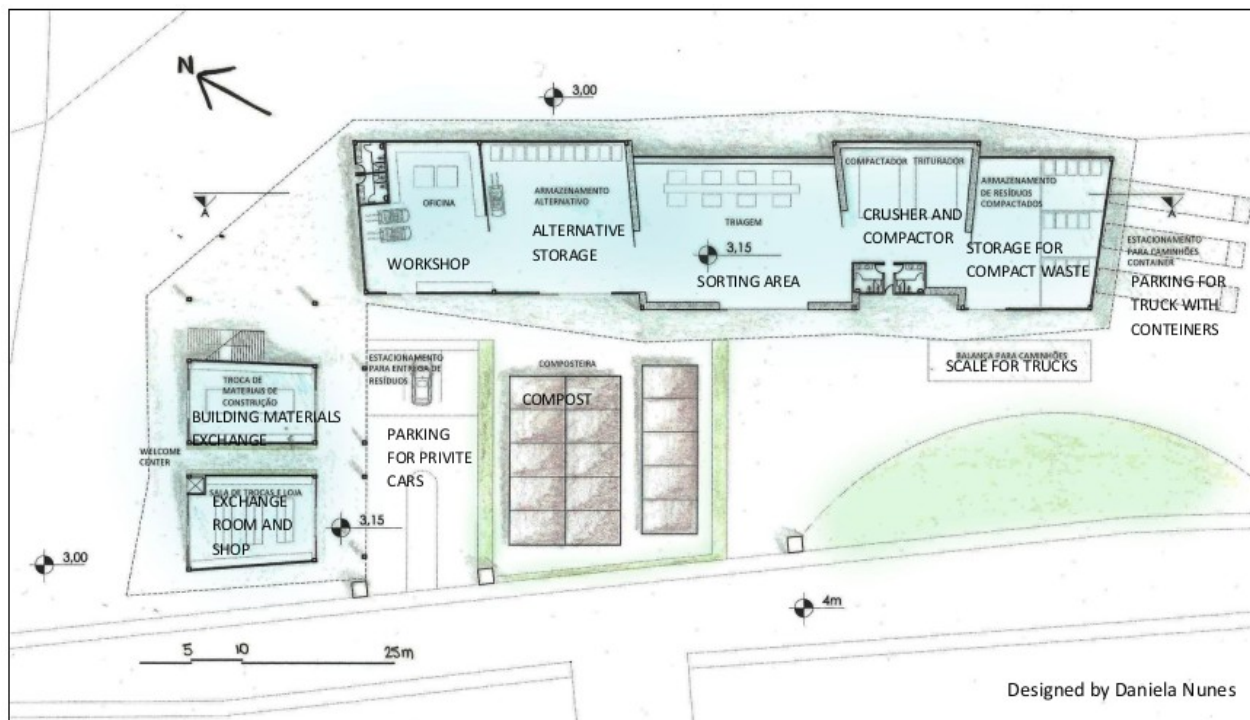 N
3,00
COMPACTADOR
TRITURADOR
ARMAZENAMENTO
DE RESÍDUOS
COMPACTADOS
OFICINA
ARMAZENAMENTO
ALTERNATIVO
TRIAGEM
A
A
WORKSHOP
ALTERNATIVE
STORAGE
3,15
SORTING AREA
CRUSHER AND
COMPACTOR
STORAGE FOR
COMPACT WASTE
ESTACIONAMENTO
PARA CAMINHÕES
CONTAINER
PARKING FOR
TRUCK WITH
CONTEINERS
BALANÇA PARA CAMINHÕES
SCALE FOR TRUCKS
ESTACIONAMENTO
PARA ENTREGA DE
RESÍDUOS
PARKING
FOR PRIVITE
CARS
COMPOSTEIRA
COMPOST
TROCA DE
MATERIAIS DE
CONSTRUÇÃO
BUILDING MATERIALS
EXCHANGE
WELCOME
CENTER
SALA DE TROCAS E LOJA
EXCHANGE
ROOM AND
SHOP
3,15
3,00
4m
5 10 25m
Designed by Daniela Nunes